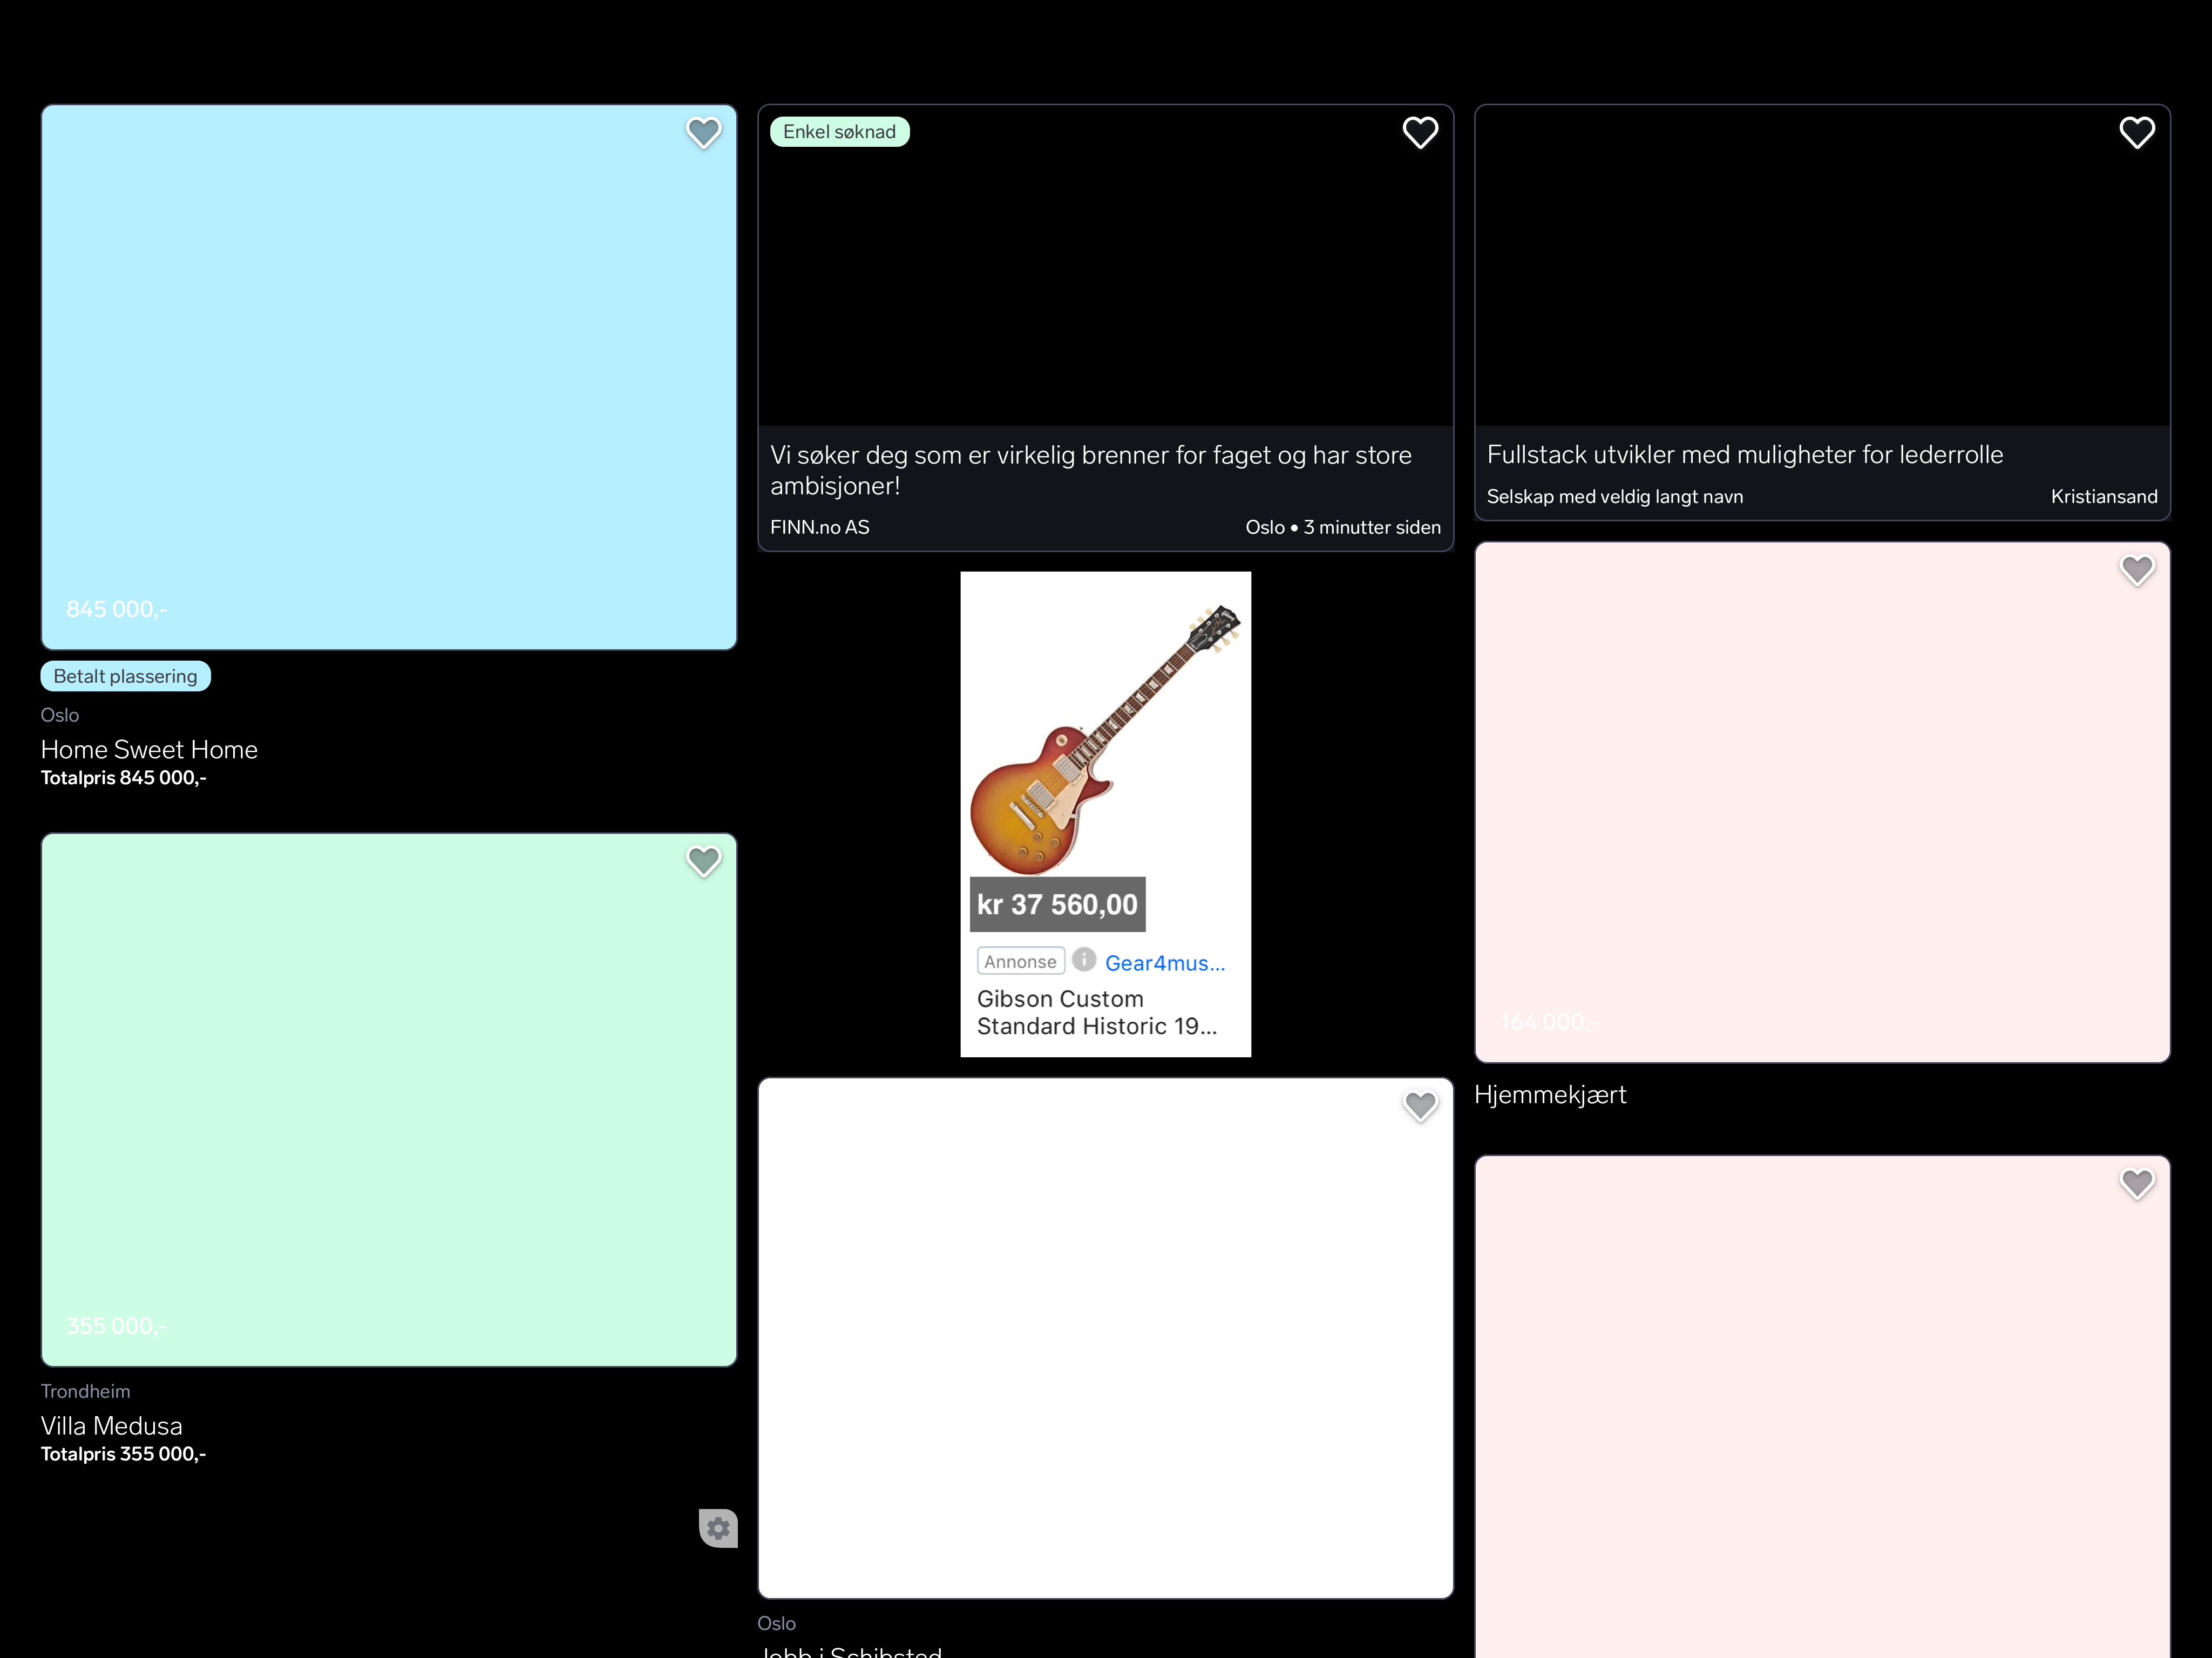 845 000,-
Betalt plassering
Oslo
Home Sweet Home
Totalpris 845 000,-
355 000,-
Trondheim
Villa Medusa
Totalpris 355 000,-
Enkel søknad
Vi søker deg som er virkelig brenner for faget og har store
ambisjoner!
FINN.no AS
Oslo • 3 minutter siden
Gibson
kr 37 560,00
Annonse
Gear4mus...
Gibson Custom
Standard Historic 19...
Oslo
Jobb i Schibsted
Fullstack utvikler med muligheter for lederrolle
Selskap med veldig langt navn
Kristiansand
164 000,-
Hjemmekjært